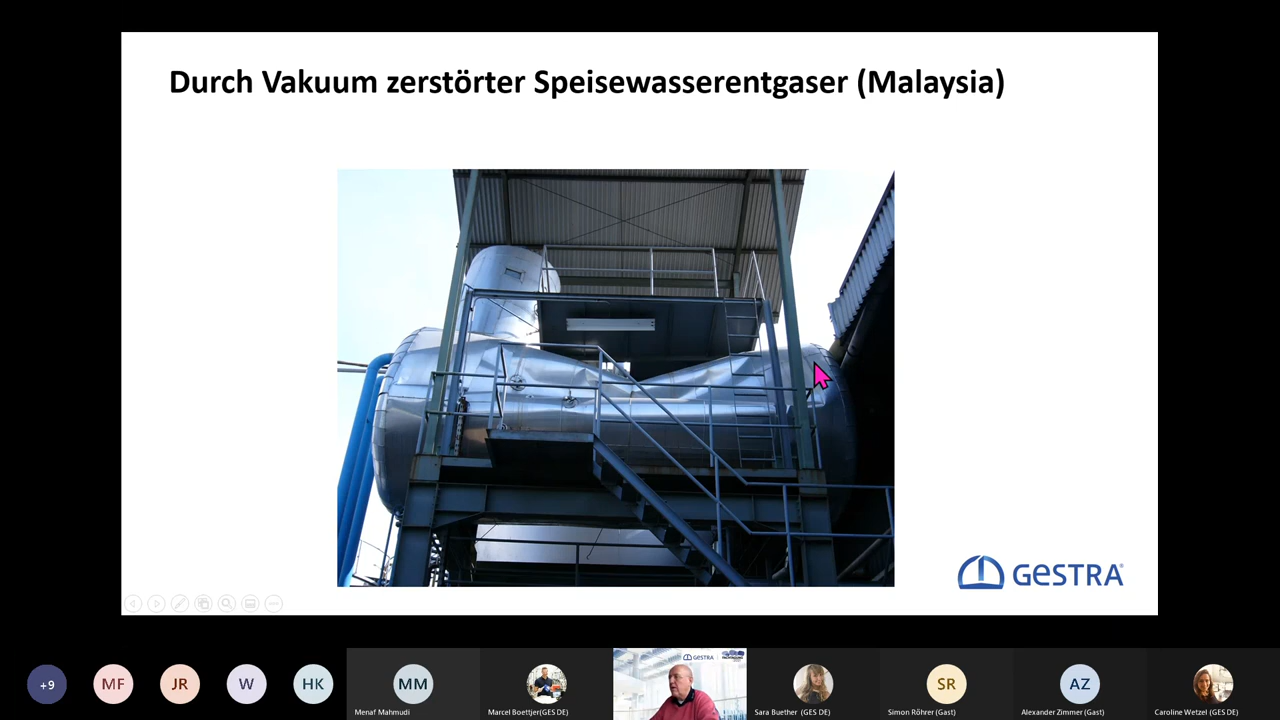 Durch Vakuum zerstörter Speisewasserentgaser (Malaysia)
GESTRA
+9
MF
JR
W
HK
MM
Menaf Mahmudi
Marcel Boettjer(GES DE)
GESTRA
Sara Buether (GES DE)
SR
Simon Röhrer (Gast)
AZ
Alexander Zimmer (Gast)
Caroline Wetzel (GES DE)